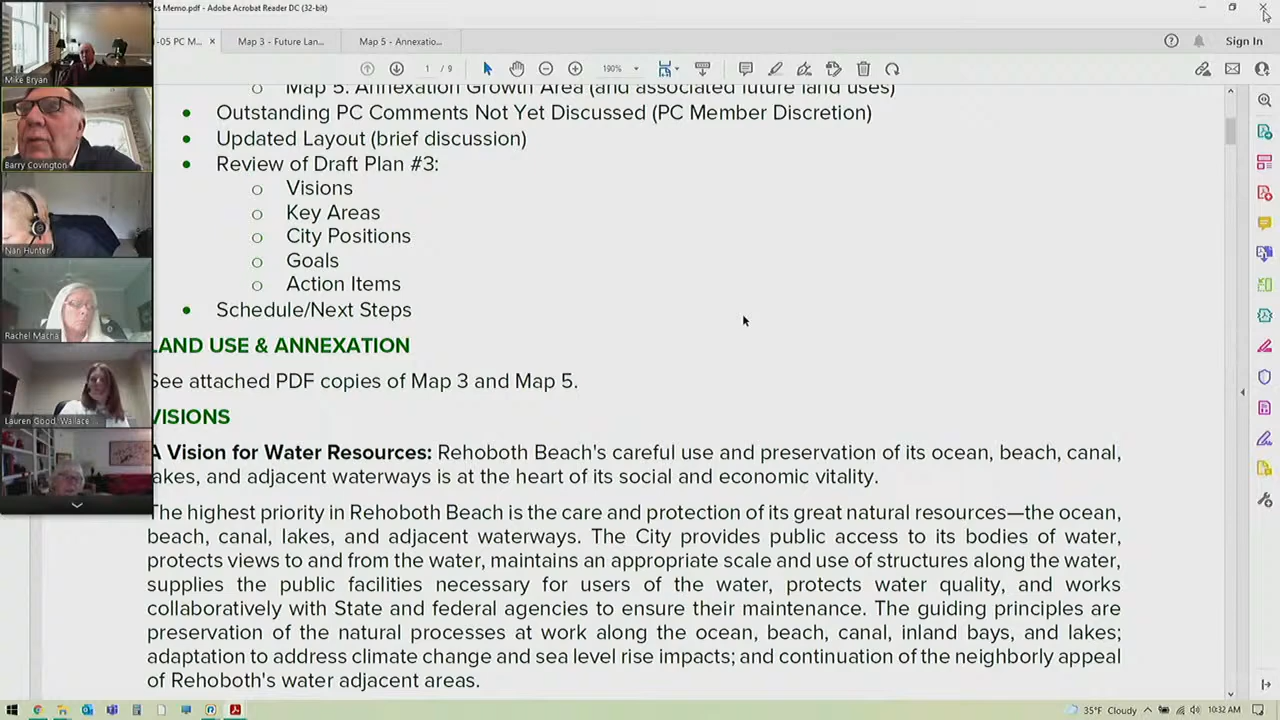 cs Memo.pdf - Adobe Acrobat Reader DC (32-bit)
-05 PC M...
Map 3 - Future Lan...
Map 5 - Annexatio...
Sign In
1 / 9
190%
Map 5. Annexation Growth Area (and associated future land uses)
• Outstanding PC Comments Not Yet Discussed (PC Member Discretion)
• Updated Layout (brief discussion)
• Review of Draft Plan #3:
o Visions
o Key Areas
o City Positions
o Goals
o Action Items
• Schedule/Next Steps
LAND USE & ANNEXATION
See attached PDF copies of Map 3 and Map 5.
VISIONS
A Vision for Water Resources: Rehoboth Beach's careful use and preservation of its ocean, beach, canal,
lakes, and adjacent waterways is at the heart of its social and economic vitality.
The highest priority in Rehoboth Beach is the care and protection of its great natural resources—the ocean,
beach, canal, lakes, and adjacent waterways. The City provides public access to its bodies of water,
protects views to and from the water, maintains an appropriate scale and use of structures along the water,
supplies the public facilities necessary for users of the water, protects water quality, and works
collaboratively with State and federal agencies to ensure their maintenance. The guiding principles are
preservation of the natural processes at work along the ocean, beach, canal, inland bays, and lakes;
adaptation to address climate change and sea level rise impacts; and continuation of the neighborly appeal
of Rehoboth's water adjacent areas.
Mike Bryan
Barry Covington
Nan Hunter
Rachel Macha
Lauren Good, Wallace
35°F Cloudy
10:32 AM